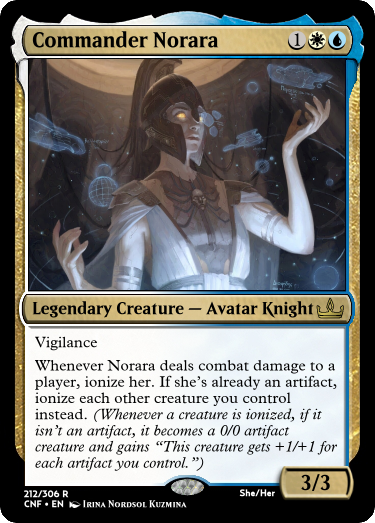 Commander Norara 1
Legendary Creature — Avatar Knight
Vigilance
Whenever Norara deals combat damage to a
player, ionize her. If she's already an artifact,
ionize each other creature you control
instead. (Whenever a creature is ionized, if it
isn't an artifact, it becomes a 0/0 artifact
creature and gains “This creature gets +1/+1 for
each artifact you control.”)
3/3
212/306 R She/Her
CNF • EN Irina Nordsol Kuzmina